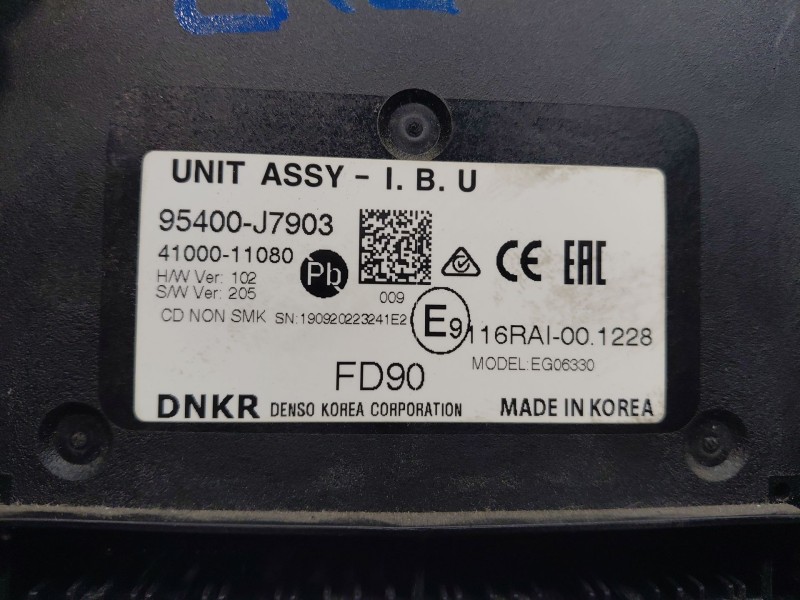 UNIT ASSY - I. B. U
95400-J7903
41000-11080
Pb
H/W Ver: 102
S/W Ver: 205
009
CE EAC
CD NON SMK SN:190920223241E2
E9 116RAI-00.1228
MODEL:EG06330
FD90
DNKR DENSO KOREA CORPORATION MADE IN KOREA